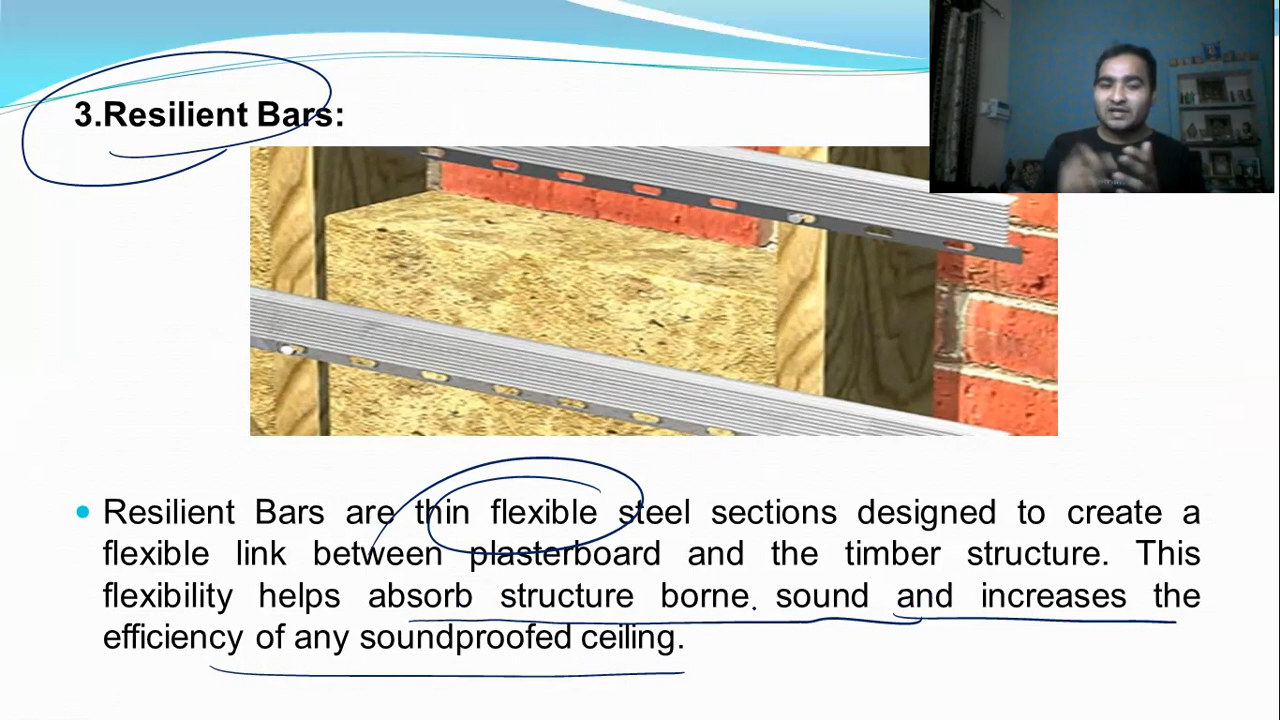 3.Resilient Bars:
Resilient Bars are thin flexible steel sections designed to create a
flexible link between plasterboard and the timber structure. This
flexibility helps absorb structure borne sound and increases the
efficiency of any soundproofed ceiling.